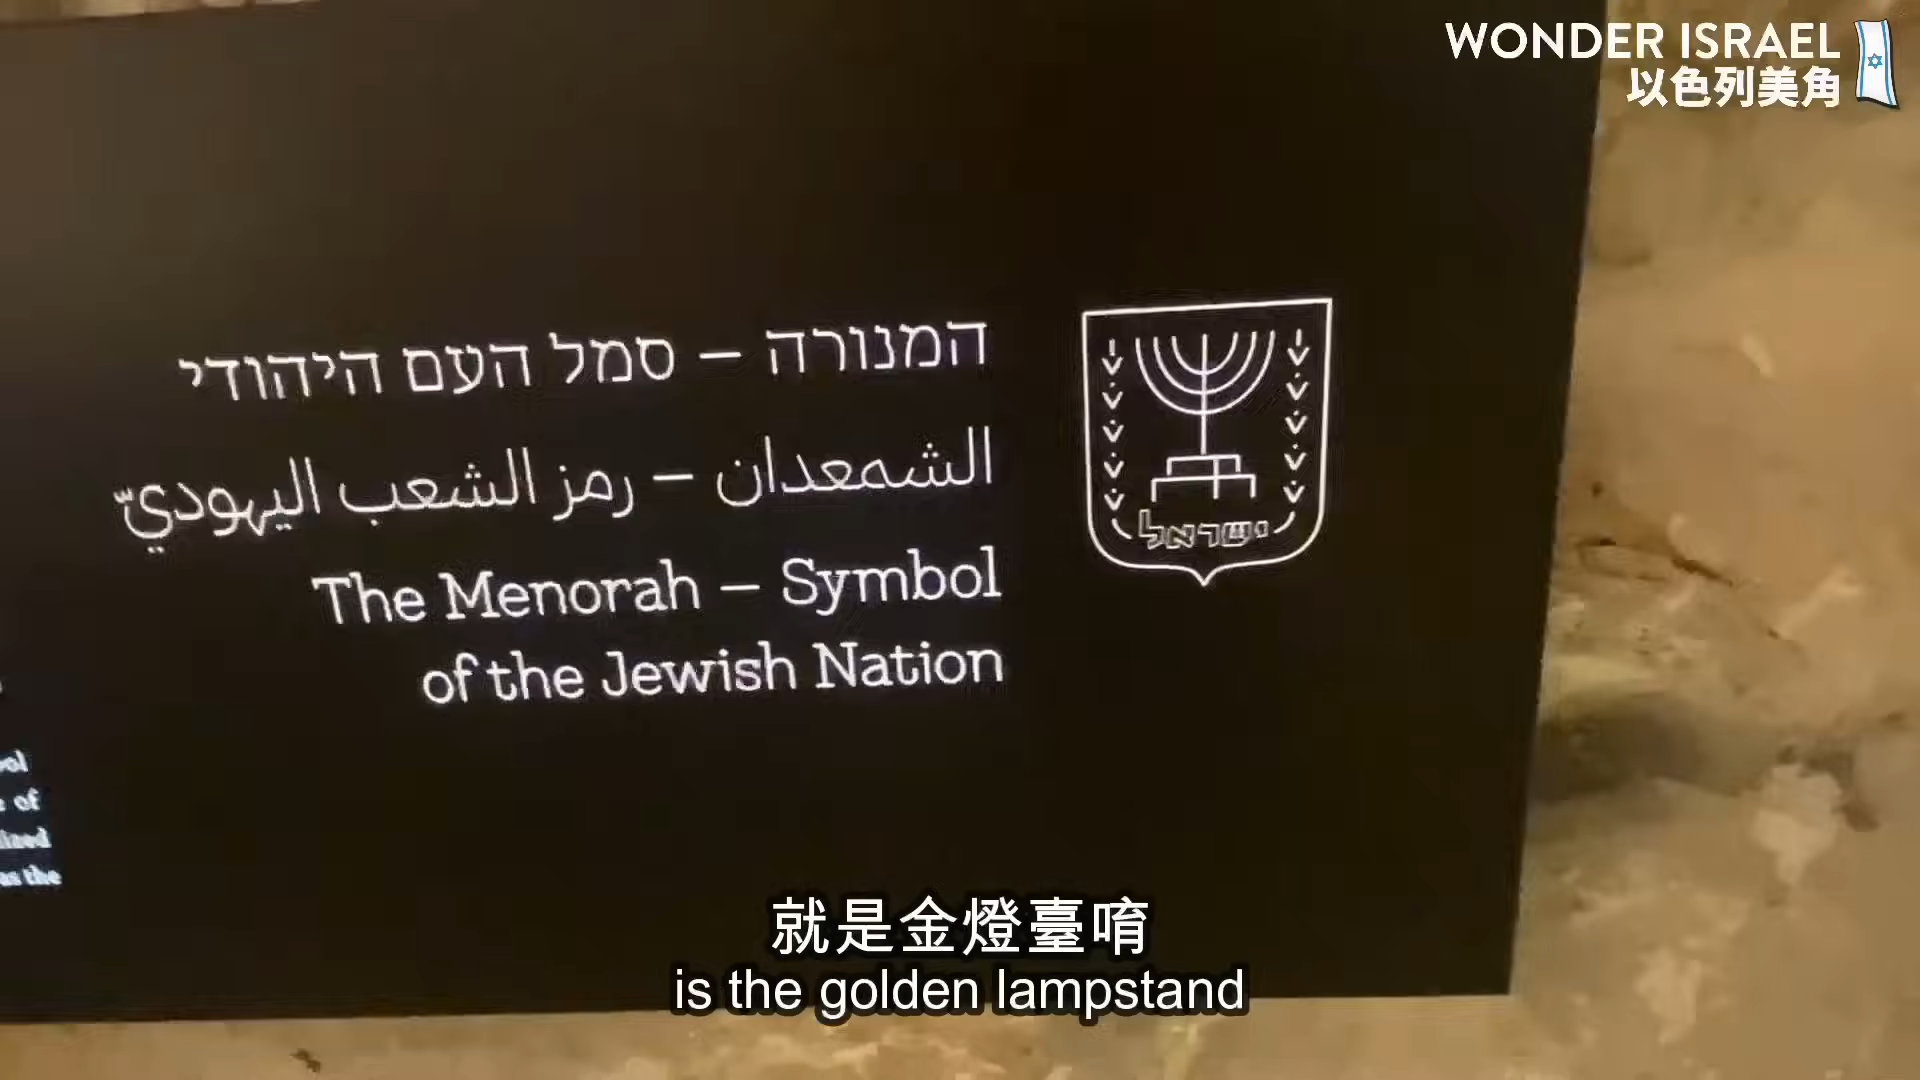 WONDER ISRAEL
以色列美角
המנורה – סמל העם היהודי
الشمعدان – رمز الشعب اليهوديّ
The Menorah – Symbol
of the Jewish Nation
ישראל
of
as the
就是金燈臺唷
is the golden lampstand